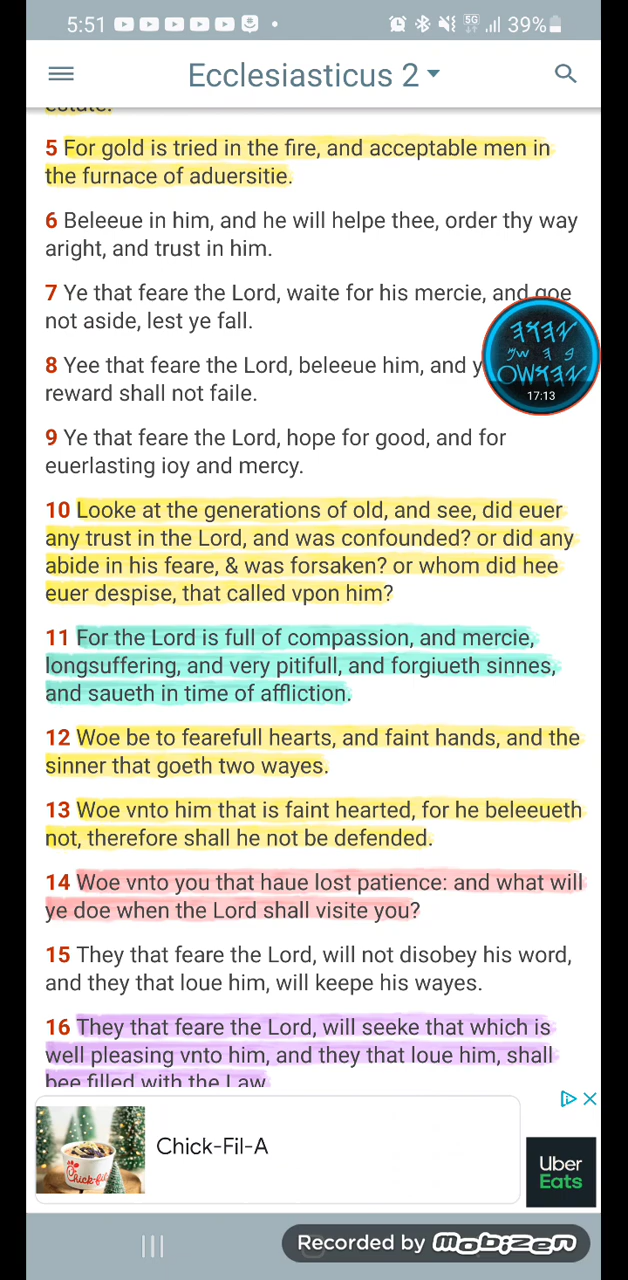 5:51
5G 39%
Ecclesiasticus 2
estate.
5 For gold is tried in the fire, and acceptable men in
the furnace of aduersitie.
6 Beleeue in him, and he will helpe thee, order thy way
aright, and trust in him.
7 Ye that feare the Lord, waite for his mercie, and goe
not aside, lest ye fall.
8 Yee that feare the Lord, beleeue him, and y
reward shall not faile.
17:13
9 Ye that feare the Lord, hope for good, and for
euerlasting ioy and mercy.
10 Looke at the generations of old, and see, did euer
any trust in the Lord, and was confounded? or did any
abide in his feare, & was forsaken? or whom did hee
euer despise, that called vpon him?
11 For the Lord is full of compassion, and mercie,
longsuffering, and very pitifull, and forgiueth sinnes,
and saueth in time of affliction.
12 Woe be to fearefull hearts, and faint hands, and the
sinner that goeth two wayes.
13 Woe vnto him that is faint hearted, for he beleeueth
not, therefore shall he not be defended.
14 Woe vnto you that haue lost patience: and what will
ye doe when the Lord shall visite you?
15 They that feare the Lord, will not disobey his word,
and they that loue him, will keepe his wayes.
16 They that feare the Lord, will seeke that which is
well pleasing vnto him, and they that loue him, shall
bee filled with the Law
Chick-Fil-A
Chick-fil
Uber
Eats
Recorded by Mobizen